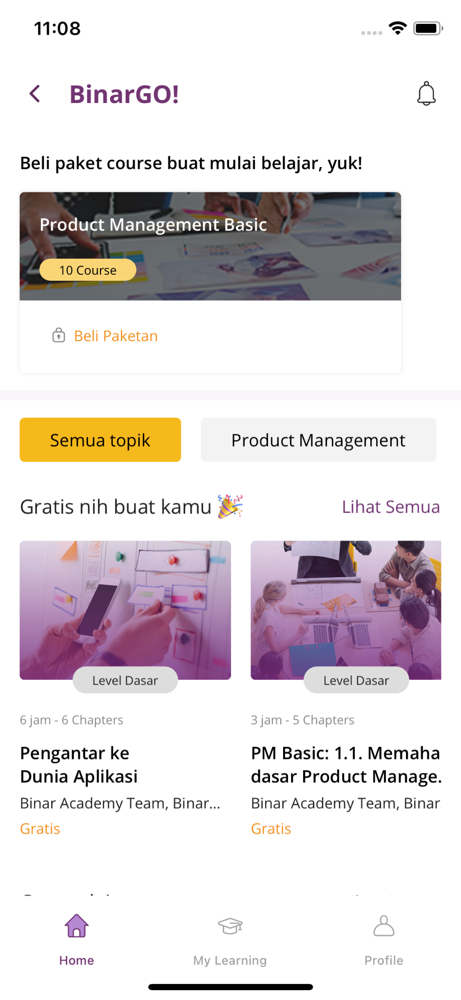 11:08
BinarGO!
Beli paket course buat mulai belajar, yuk!
Product Management Basic
10 Course
Beli Paketan
Semua topik
Product Management
Gratis nih buat kamu 🎉
Lihat Semua
Level Dasar
Level Dasar
6 jam - 6 Chapters
3 jam - 5 Chapters
Pengantar ke
Dunia Aplikasi
PM Basic: 1.1. Memaha
dasar Product Manage.
Binar Academy Team, Binar...
Binar Academy Team, Binar
Gratis
Gratis
Home
My Learning
Profile